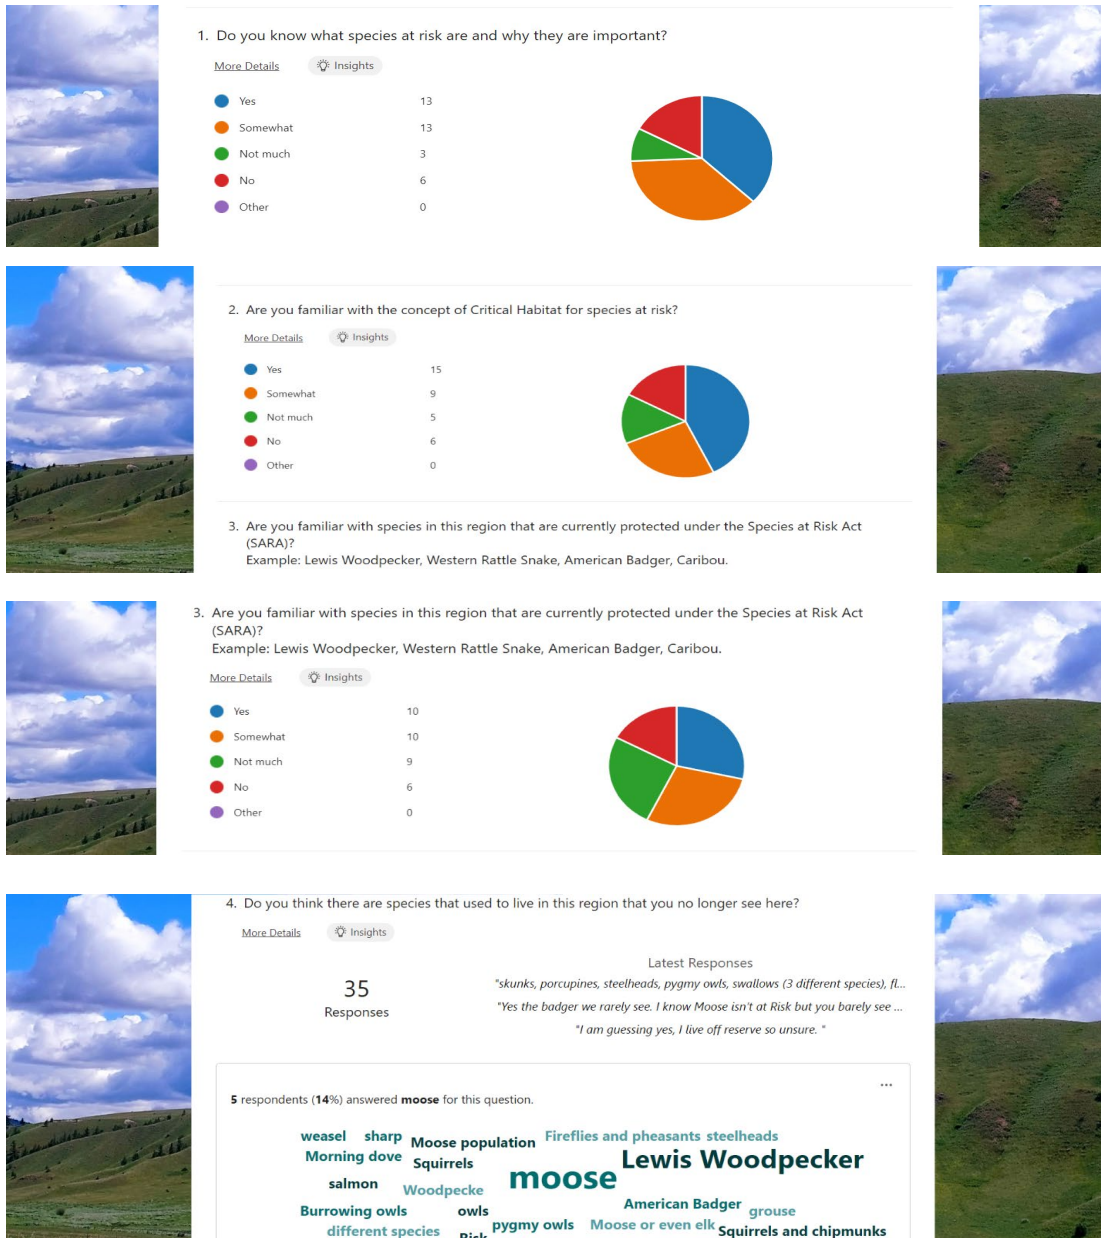 1. Do you know what species at risk are and why they are important?
More Details Insights
Yes 13
Somewhat 13
Not much 3
No 6
Other 0
2. Are you familiar with the concept of Critical Habitat for species at risk?
More Details Insights
Yes 15
Somewhat 9
Not much 5
No 6
Other 0
3. Are you familiar with species in this region that are currently protected under the Species at Risk Act
(SARA)?
Example: Lewis Woodpecker, Western Rattle Snake, American Badger, Caribou.
3. Are you familiar with species in this region that are currently protected under the Species at Risk Act
(SARA)?
Example: Lewis Woodpecker, Western Rattle Snake, American Badger, Caribou.
More Details Insights
Yes 10
Somewhat 10
Not much 9
No 6
Other 0
4. Do you think there are species that used to live in this region that you no longer see here?
More Details Insights
35
Responses
Latest Responses
"skunks, porcupines, steelheads, pygmy owls, swallows (3 different species), fl...
"Yes the badger we rarely see. I know Moose isn't at Risk but you barely see ...
"I am guessing yes, I live off reserve so unsure. "
...
5 respondents (14%) answered moose for this question.
weasel sharp Moose population Fireflies and pheasants steelheads
Morning dove Squirrels Lewis Woodpecker
salmon Woodpecke moose
Burrowing owls owls American Badger grouse
different species Risk pygmy owls Moose or even elk Squirrels and chipmunks